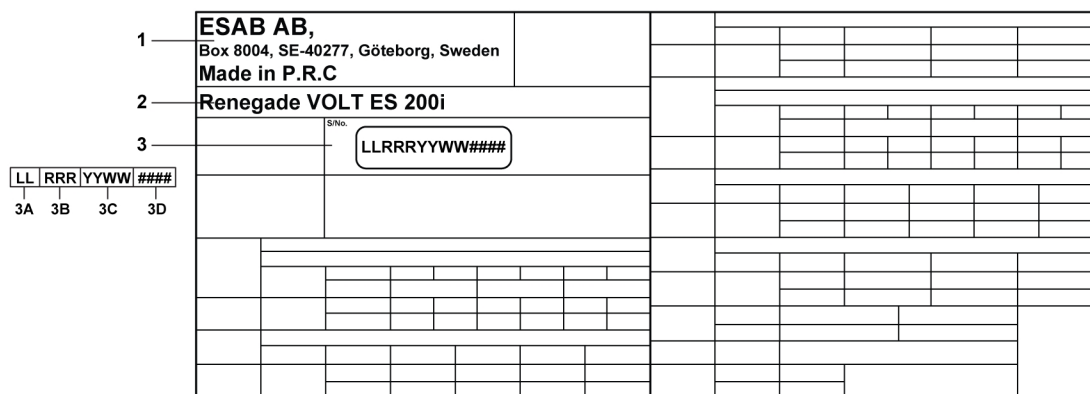 ESAB AB,
1
Box 8004, SE-40277, Göteborg, Sweden
Made in P.R.C
2
Renegade VOLT ES 200i
S/No.
3
LLRRRYYWW####
LL RRR YYWW ####
3A 3B 3C 3D